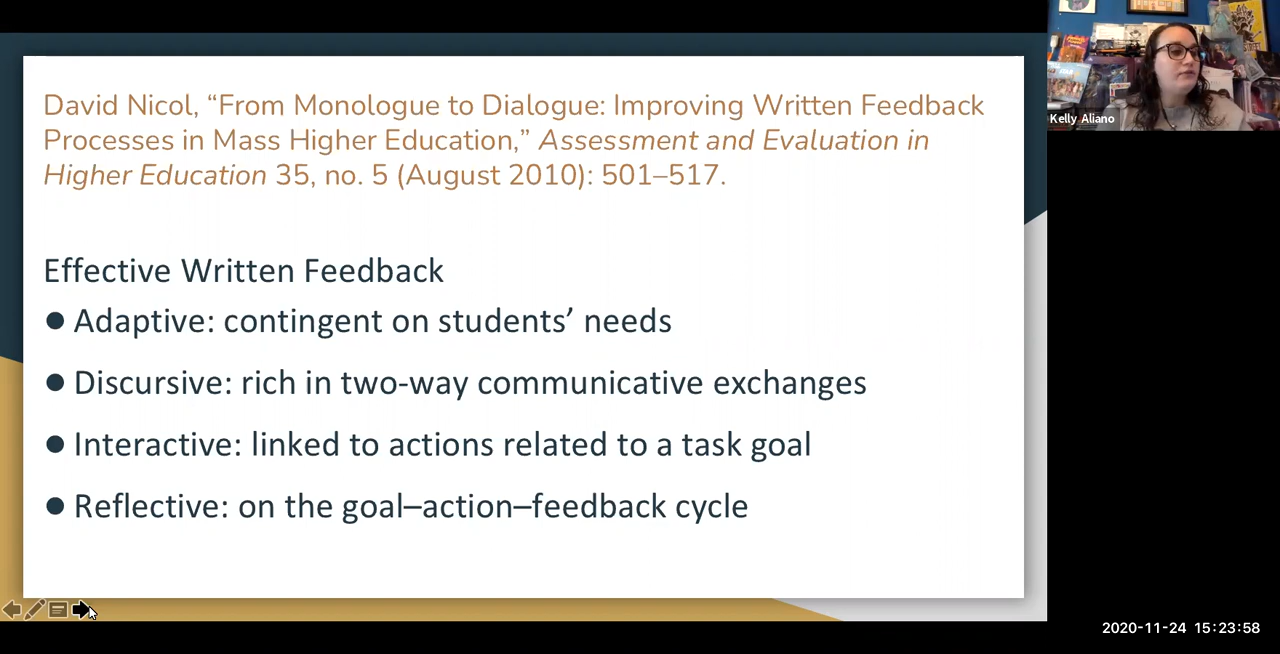 David Nicol, “From Monologue to Dialogue: Improving Written Feedback
Processes in Mass Higher Education,” Assessment and Evaluation in
Higher Education 35, no. 5 (August 2010): 501–517.
Effective Written Feedback
● Adaptive: contingent on students’ needs
● Discursive: rich in two-way communicative exchanges
● Interactive: linked to actions related to a task goal
● Reflective: on the goal–action–feedback cycle
Kelly Aliano
2020-11-24 15:23:58